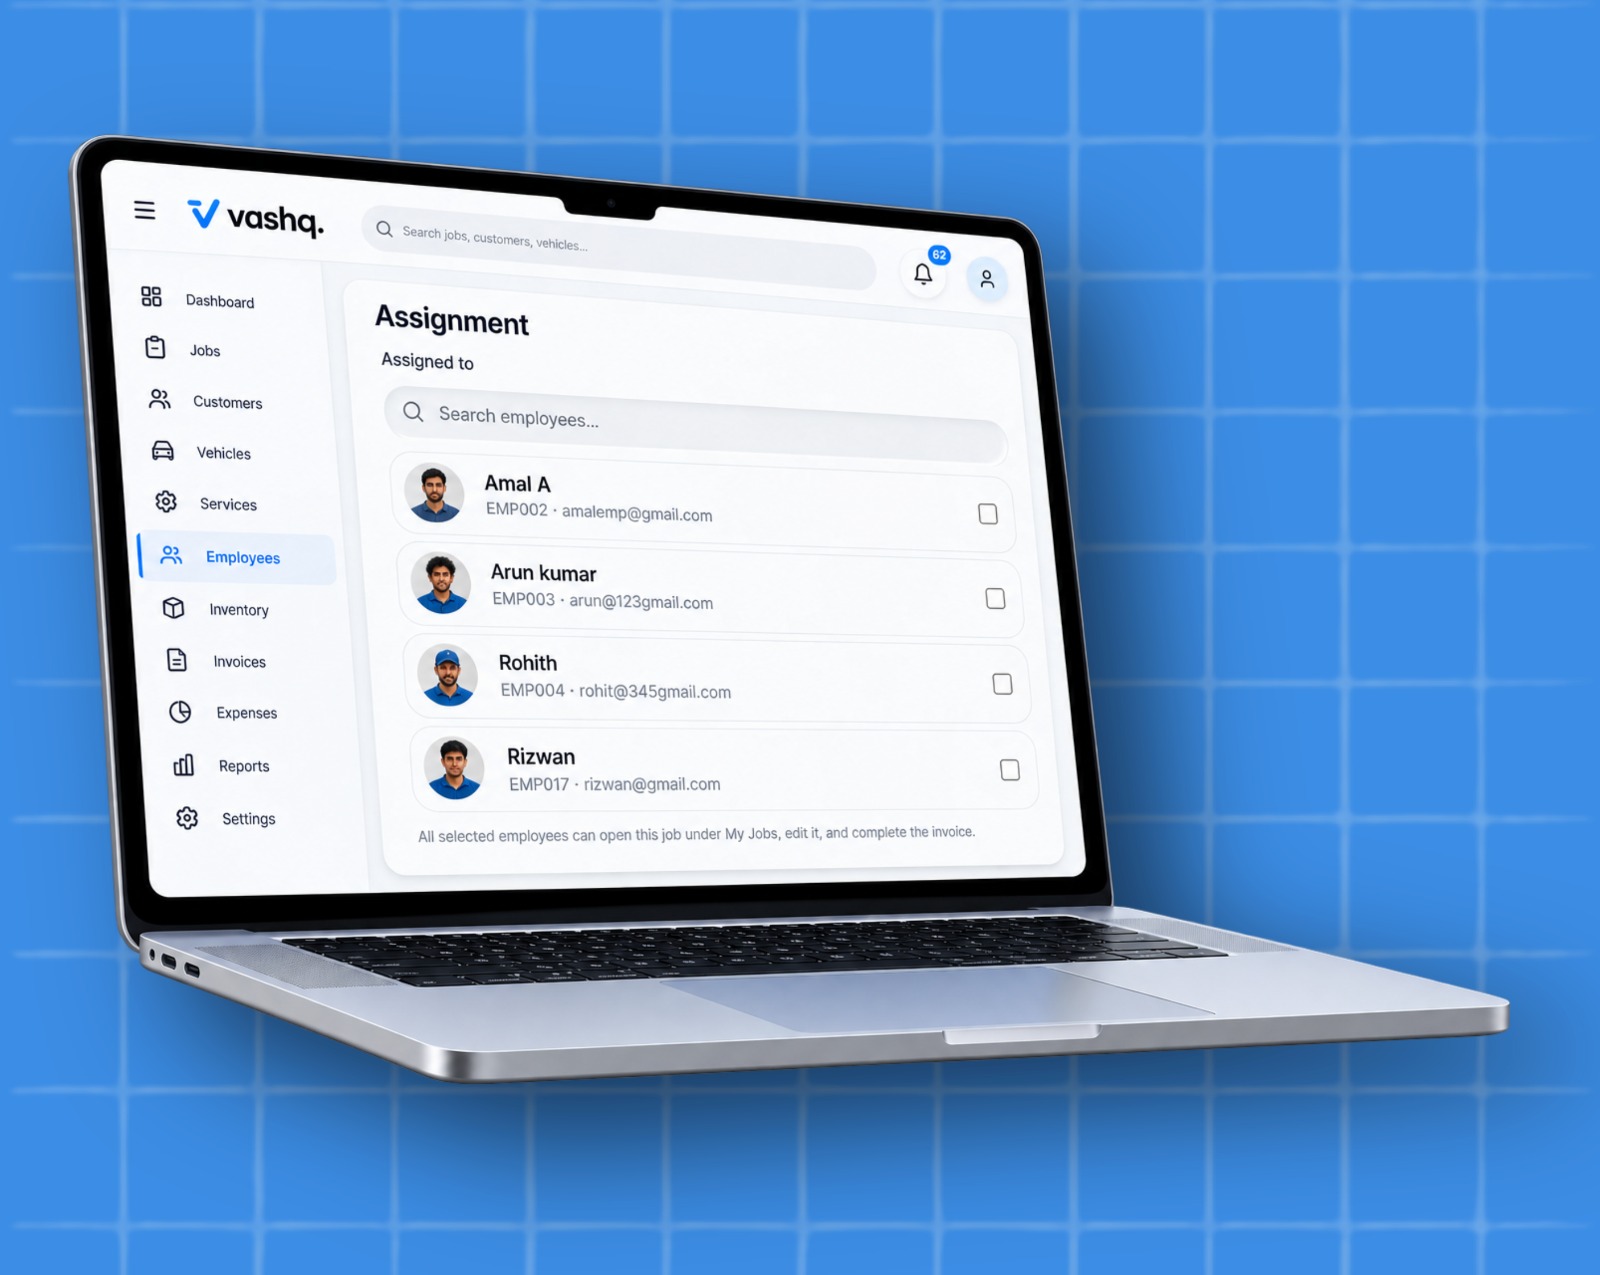 vashq.
Search jobs, customers, vehicles...
62
Dashboard
Jobs
Customers
Vehicles
Services
Employees
Inventory
Invoices
Expenses
Reports
Settings
Assignment
Assigned to
Search employees...
Amal A
EMP002 · amalemp@gmail.com
Arun kumar
EMP003 · arun@123gmail.com
Rohith
EMP004 · rohit@345gmail.com
Rizwan
EMP017 · rizwan@gmail.com
All selected employees can open this job under My Jobs, edit it, and complete the invoice.